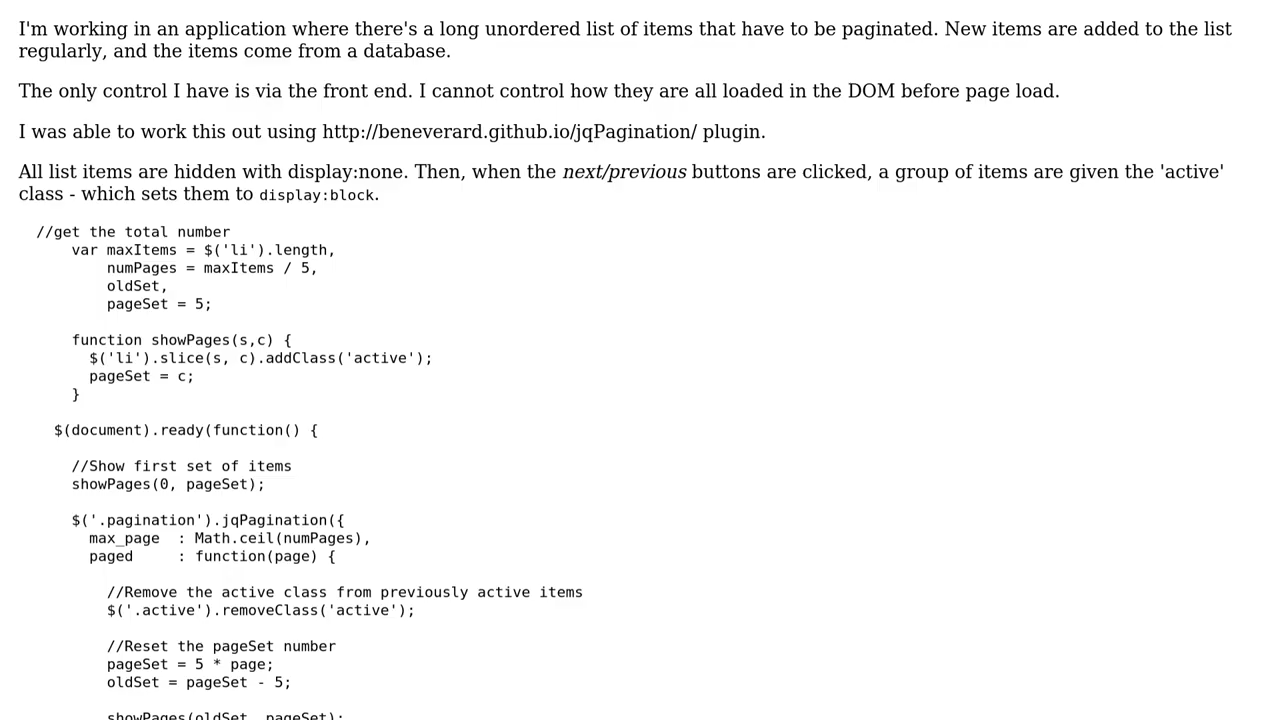 I'm working in an application where there's a long unordered list of items that have to be paginated. New items are added to the list
regularly, and the items come from a database.
The only control I have is via the front end. I cannot control how they are all loaded in the DOM before page load.
I was able to work this out using http://beneverard.github.io/jqPagination/ plugin.
All list items are hidden with display:none. Then, when the next/previous buttons are clicked, a group of items are given the 'active'
class - which sets them to display:block.
//get the total number
var maxItems = $('li').length,
numPages = maxItems / 5,
oldSet,
pageSet = 5;
function showPages(s,c) {
$('li').slice(s, c).addClass('active');
pageSet = c;
}
$(document).ready(function() {
//Show first set of items
showPages(0, pageSet);
$('.pagination').jqPagination({
max_page  : Math.ceil(numPages),
paged     : function(page) {
//Remove the active class from previously active items
$('.active').removeClass('active');
//Reset the pageSet number
pageSet = 5 * page;
oldSet = pageSet - 5;
showPages(oldSet, pageSet);